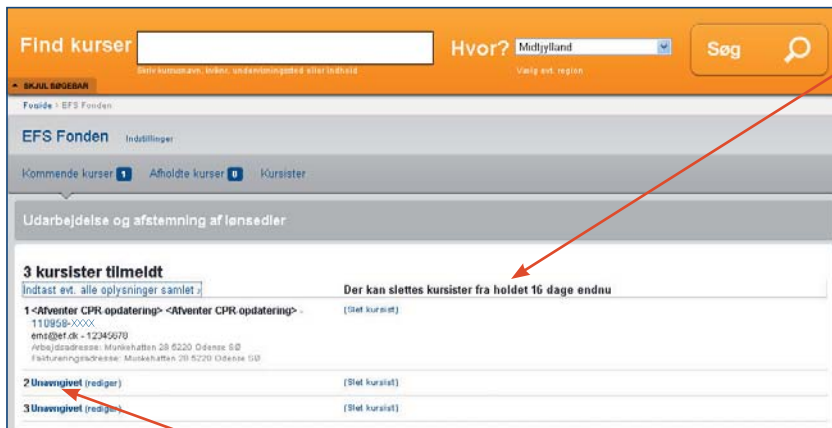 Find kurser
Hvor? Midtjylland
Søg
Skriv kursusnavn, kviknr, undervisningssted eller indhold
Vælg evt. region
SKJUL SØGEBAR
Forside › EFS Fonden
EFS Fonden Indstillinger
Kommende kurser 1 Afholdte kurser 0 Kursister
Udarbejdelse og afstemning af lønsedler
3 kursister tilmeldt
Indtast evt. alle oplysninger samlet › Der kan slettes kursister fra holdet 16 dage endnu
1 <Afventer CPR-opdatering> <Afventer CPR-opdatering> - (Slet kursist)
110958-XXXX
ems@ef.dk - 12345678
Arbejdsadresse: Munkehatten 28 5220 Odense SØ
Faktureringsadresse: Munkehatten 28 5220 Odense SØ
2 Unavngivet (rediger) (Slet kursist)
3 Unavngivet (rediger) (Slet kursist)